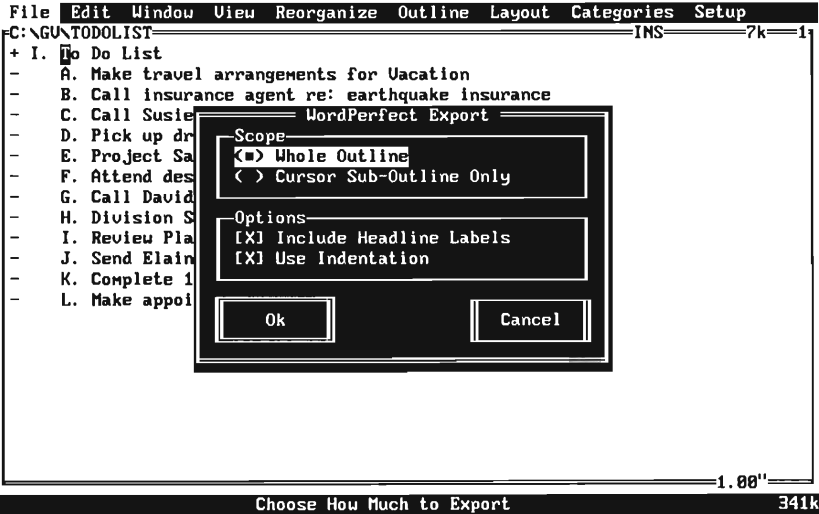 File Edit Window View Reorganize Outline Layout Categories Setup
C:\GV\TODOLIST INS 7k 1
+ I. To Do List
- A. Make travel arrangements for Vacation
- B. Call insurance agent re: earthquake insurance
- C. Call Susie
- D. Pick up dr
- E. Project Sa
- F. Attend des
- G. Call David
- H. Division S
- I. Review Pla
- J. Send Elain
- K. Complete 1
- L. Make appoi
WordPerfect Export
Scope
(■) Whole Outline
( ) Cursor Sub-Outline Only
Options
[X] Include Headline Labels
[X] Use Indentation
Ok Cancel
1.00"
Choose How Much to Export 341k